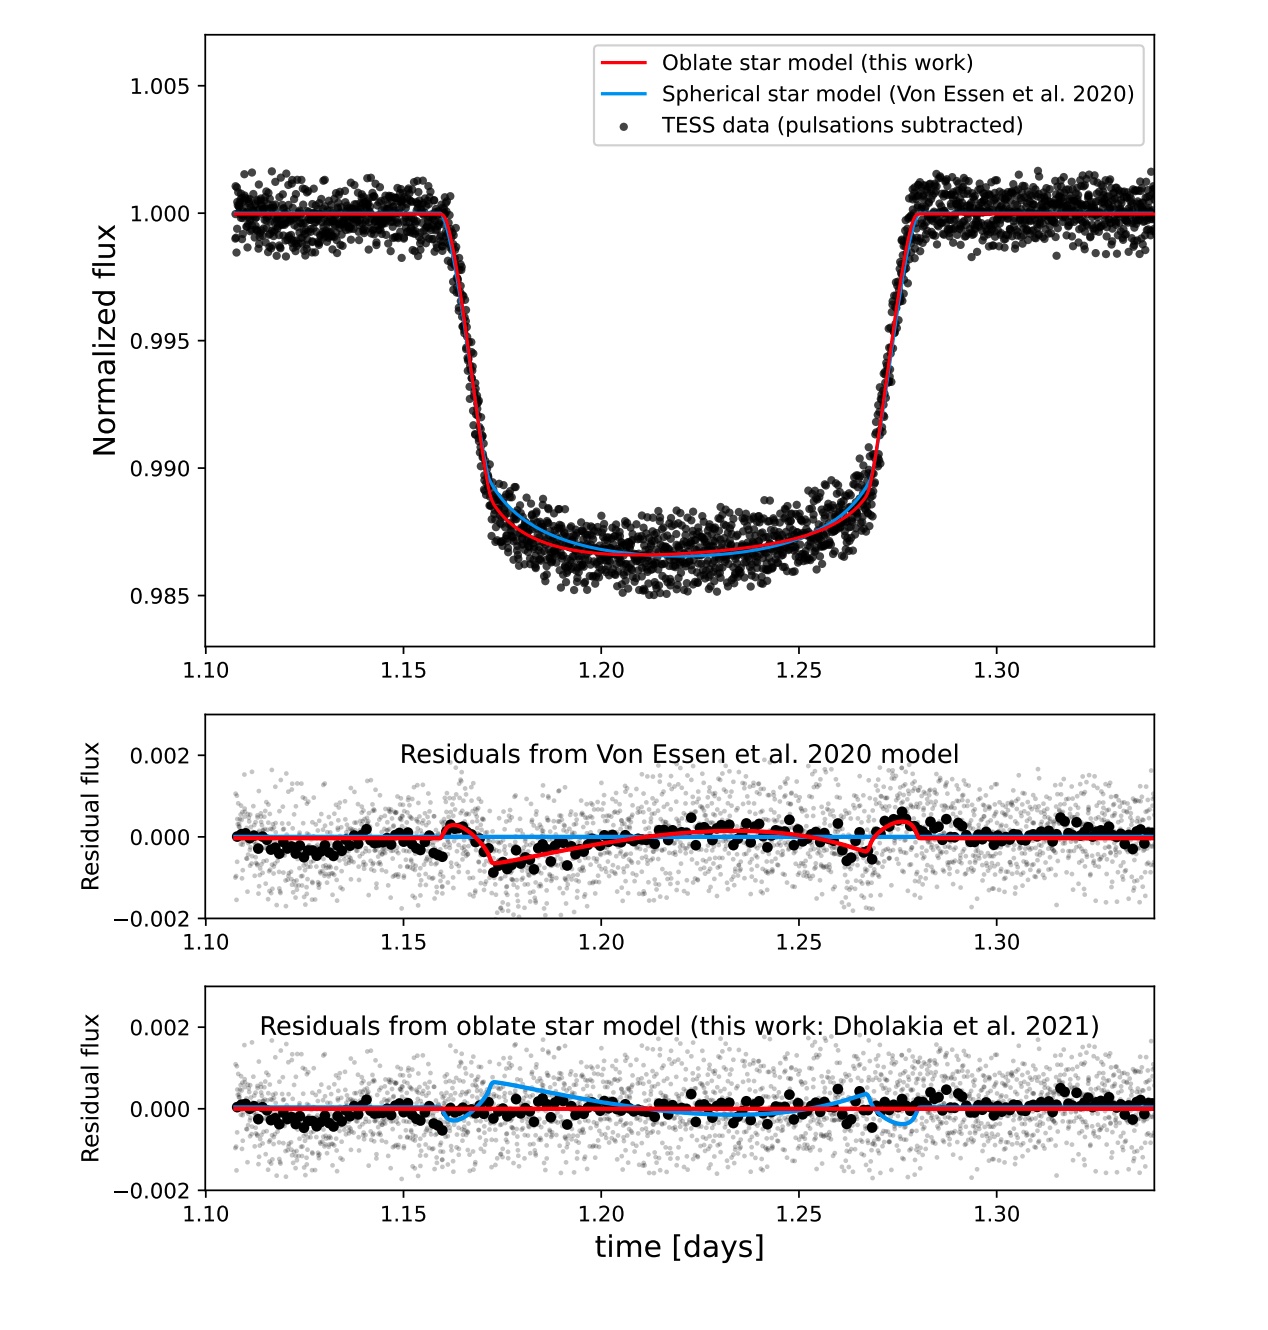 Oblate star model (this work)
Spherical star model (Von Essen et al. 2020)
TESS data (pulsations subtracted)
Normalized flux
1.005
1.000
0.995
0.990
0.985
1.10 1.15 1.20 1.25 1.30
Residuals from Von Essen et al. 2020 model
Residual flux
0.002
0.000
−0.002
1.10 1.15 1.20 1.25 1.30
Residuals from oblate star model (this work: Dholakia et al. 2021)
Residual flux
0.002
0.000
−0.002
1.10 1.15 1.20 1.25 1.30
time [days]